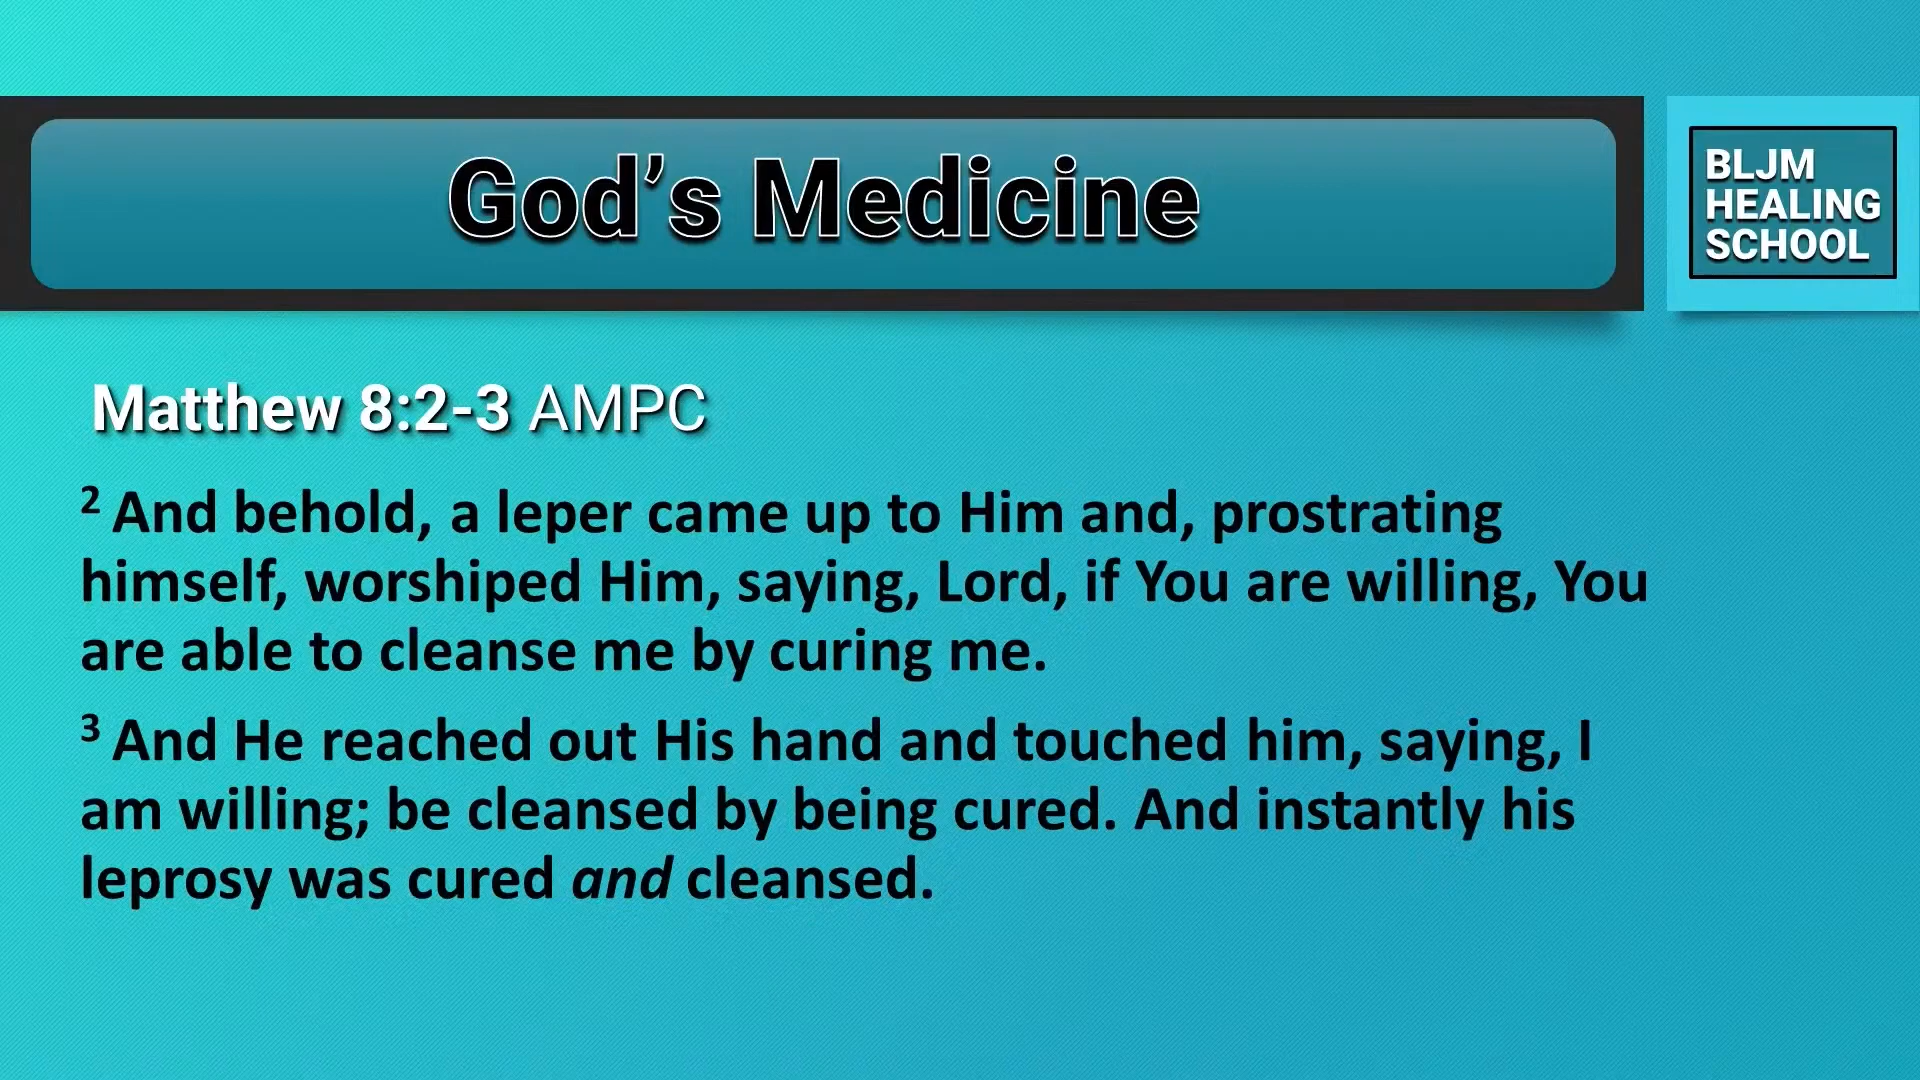 God’s Medicine
BLJM
HEALING
SCHOOL
Matthew 8:2-3 AMPC
2 And behold, a leper came up to Him and, prostrating
himself, worshiped Him, saying, Lord, if You are willing, You
are able to cleanse me by curing me.
3 And He reached out His hand and touched him, saying, I
am willing; be cleansed by being cured. And instantly his
leprosy was cured and cleansed.